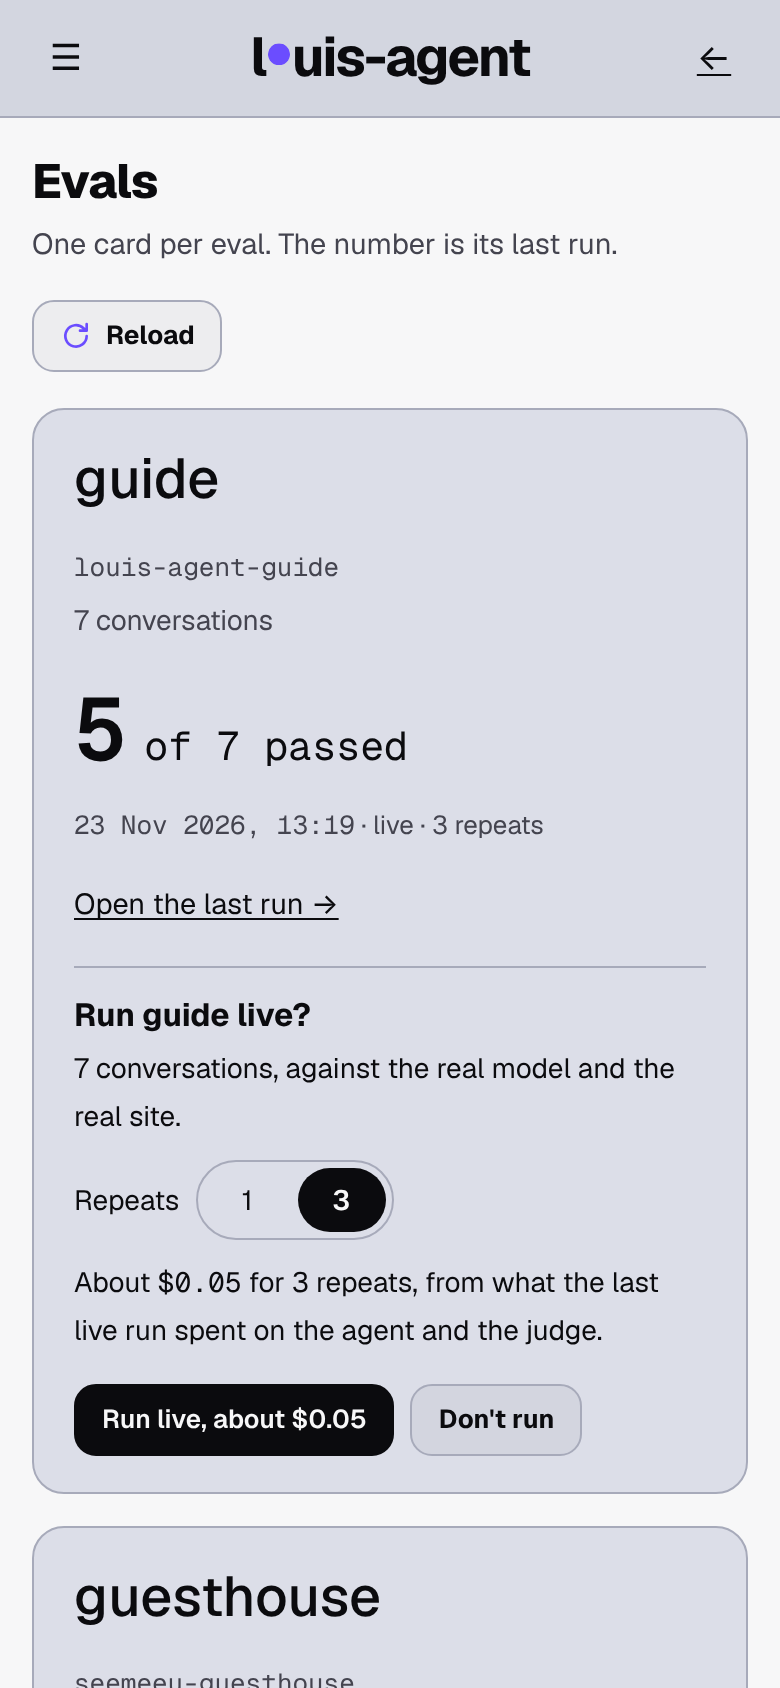 louis-agent
Evals
One card per eval. The number is its last run.
Reload
guide
louis-agent-guide
7 conversations
5 of 7 passed
23 Nov 2026, 13:19 · live · 3 repeats
Open the last run →
Run guide live?
7 conversations, against the real model and the
real site.
Repeats 1 3
About $0.05 for 3 repeats, from what the last
live run spent on the agent and the judge.
Run live, about $0.05 Don't run
guesthouse
seemeeu-guesthouse